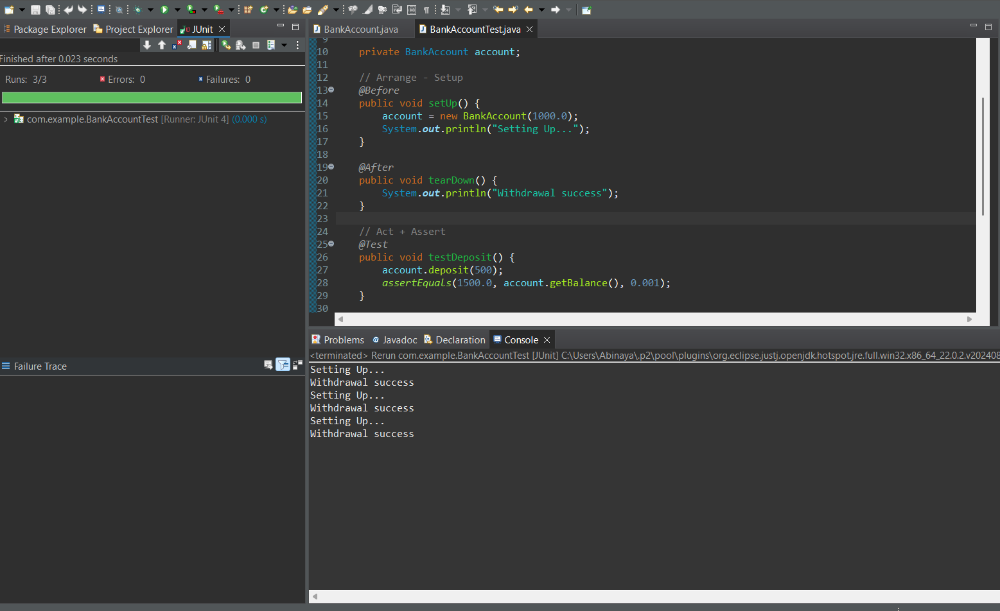 Package Explorer
Project Explorer
JUnit
Finished after 0.023 seconds
Runs: 3/3
Errors: 0
Failures: 0
com.example.BankAccountTest [Runner: JUnit 4] (0.000 s)
Failure Trace
BankAccount.java
BankAccountTest.java
9
10 private BankAccount account;
11
12 // Arrange - Setup
13 @Before
14 public void setUp() {
15 account = new BankAccount(1000.0);
16 System.out.println("Setting Up...");
17 }
18
19 @After
20 public void tearDown() {
21 System.out.println("Withdrawal success");
22 }
23
24 // Act + Assert
25 @Test
26 public void testDeposit() {
27 account.deposit(500);
28 assertEquals(1500.0, account.getBalance(), 0.001);
29 }
30
Problems
Javadoc
Declaration
Console
<terminated> Rerun com.example.BankAccountTest [JUnit] C:\Users\Abinaya\.p2\pool\plugins\org.eclipse.justj.openjdk.hotspot.jre.full.win32.x86_64_22.0.2.v202408
Setting Up...
Withdrawal success
Setting Up...
Withdrawal success
Setting Up...
Withdrawal success